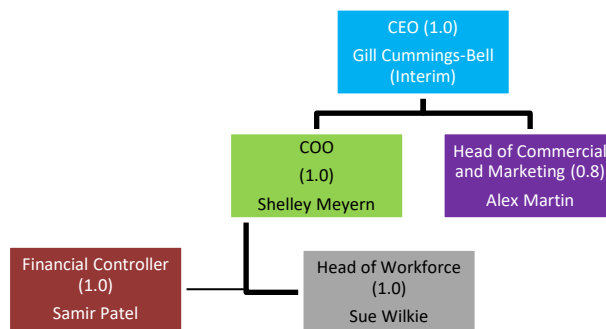 CEO (1.0)
Gill Cummings-Bell
(Interim)
COO
(1.0)
Shelley Meyern
Head of Commercial
and Marketing (0.8)
Alex Martin
Financial Controller
(1.0)
Samir Patel
Head of Workforce
(1.0)
Sue Wilkie